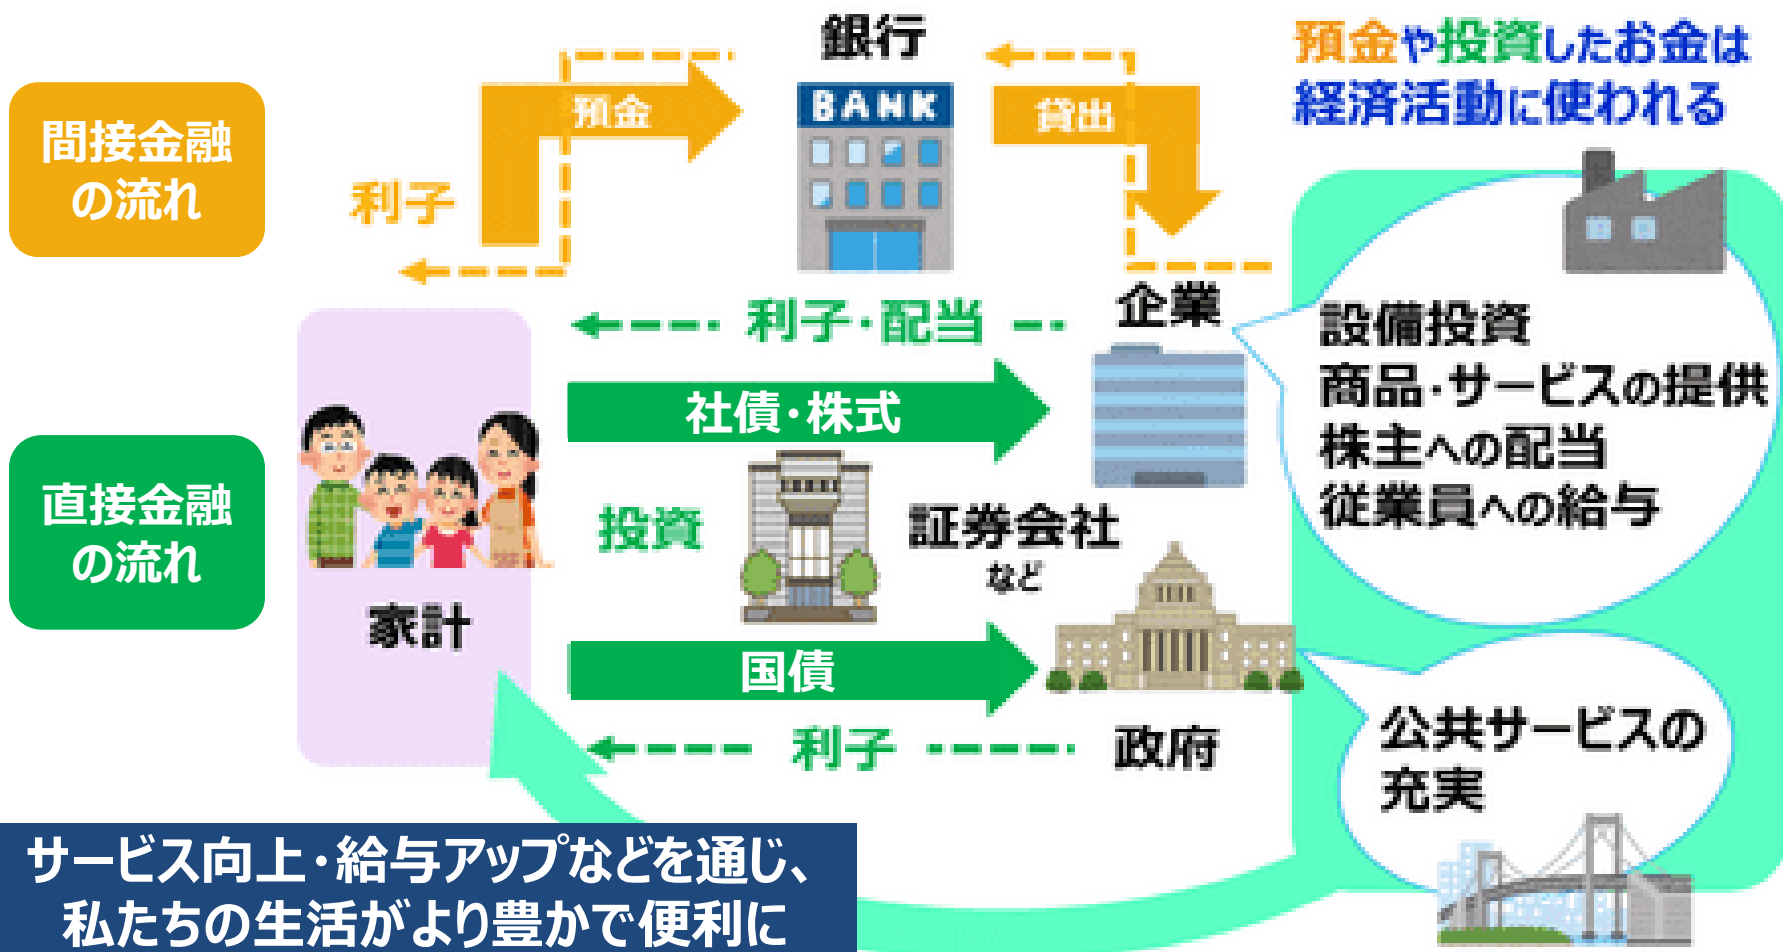 銀行
預金や投資したお金は
経済活動に使われる
間接金融
の流れ
預金
BANK
貸出
利子
利子・配当
企業
設備投資
商品・サービスの提供
株主への配当
従業員への給与
社債・株式
直接金融
の流れ
投資
証券会社
など
家計
国債
利子
政府
公共サービスの
充実
サービス向上・給与アップなどを通じ、
私たちの生活がより豊かで便利に